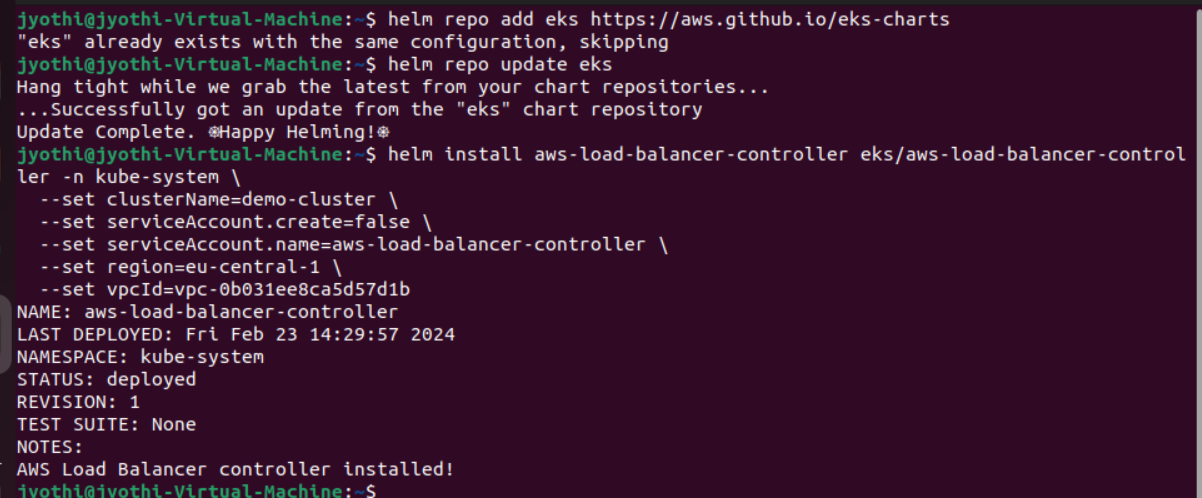 jyothi@jyothi-Virtual-Machine:~$ helm repo add eks https://aws.github.io/eks-charts
"eks" already exists with the same configuration, skipping
jyothi@jyothi-Virtual-Machine:~$ helm repo update eks
Hang tight while we grab the latest from your chart repositories...
...Successfully got an update from the "eks" chart repository
Update Complete. ⎈Happy Helming!⎈
jyothi@jyothi-Virtual-Machine:~$ helm install aws-load-balancer-controller eks/aws-load-balancer-control
ler -n kube-system \
  --set clusterName=demo-cluster \
  --set serviceAccount.create=false \
  --set serviceAccount.name=aws-load-balancer-controller \
  --set region=eu-central-1 \
  --set vpcId=vpc-0b031ee8ca5d57d1b
NAME: aws-load-balancer-controller
LAST DEPLOYED: Fri Feb 23 14:29:57 2024
NAMESPACE: kube-system
STATUS: deployed
REVISION: 1
TEST SUITE: None
NOTES:
AWS Load Balancer controller installed!
jyothi@jyothi-Virtual-Machine:~$